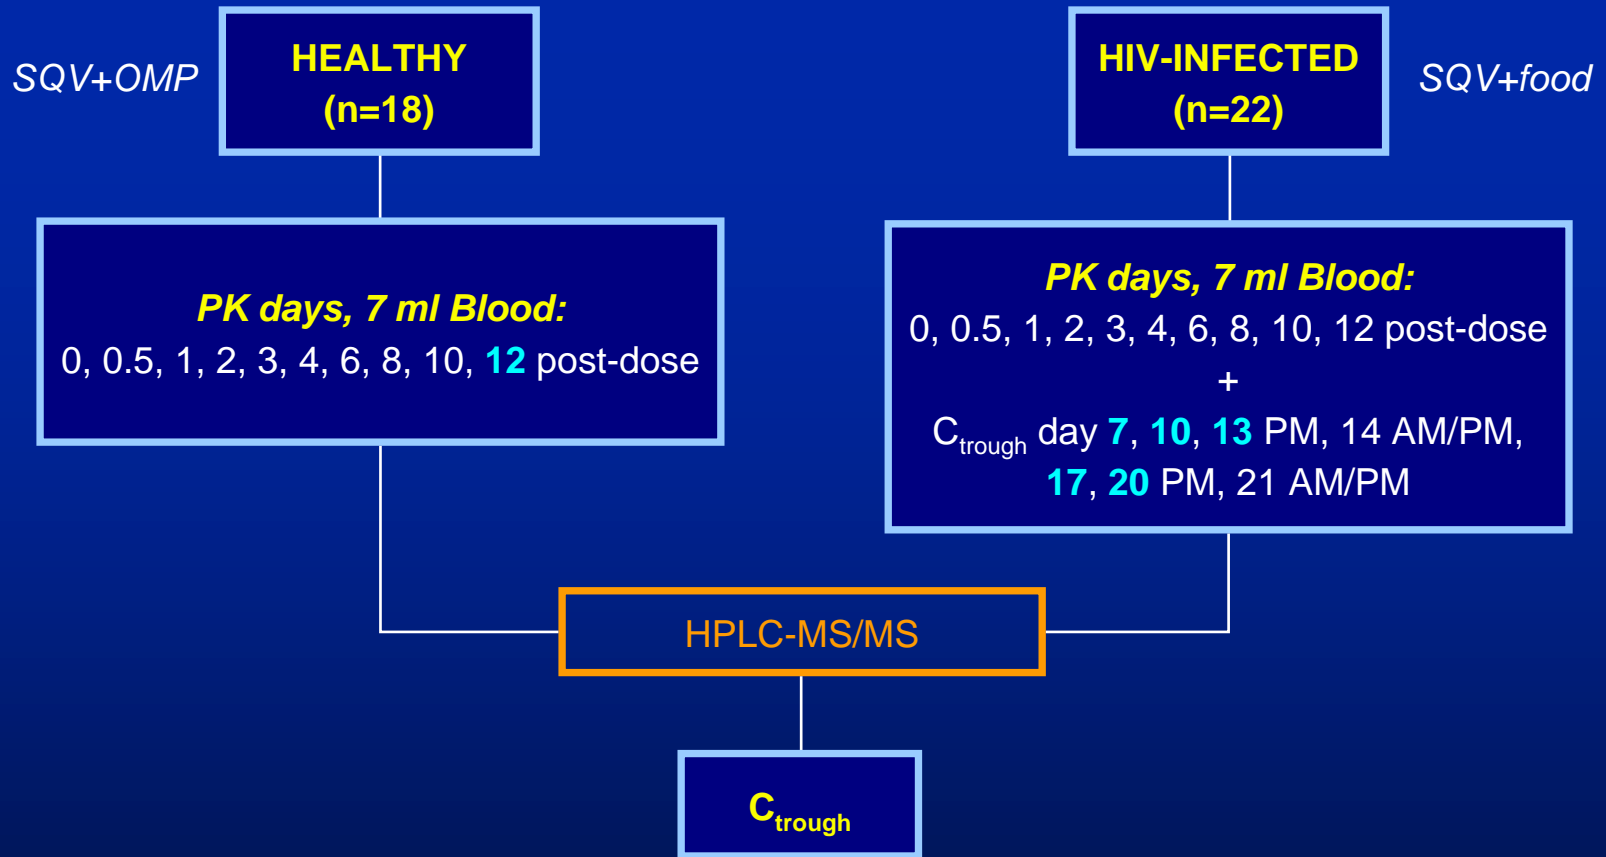 SQV+OMP
HEALTHY
(n=18)
HIV-INFECTED
(n=22)
SQV+food
PK days, 7 ml Blood:
0, 0.5, 1, 2, 3, 4, 6, 8, 10, 12 post-dose
PK days, 7 ml Blood:
0, 0.5, 1, 2, 3, 4, 6, 8, 10, 12 post-dose
+
Ctrough day 7, 10, 13 PM, 14 AM/PM,
17, 20 PM, 21 AM/PM
HPLC-MS/MS
Ctrough